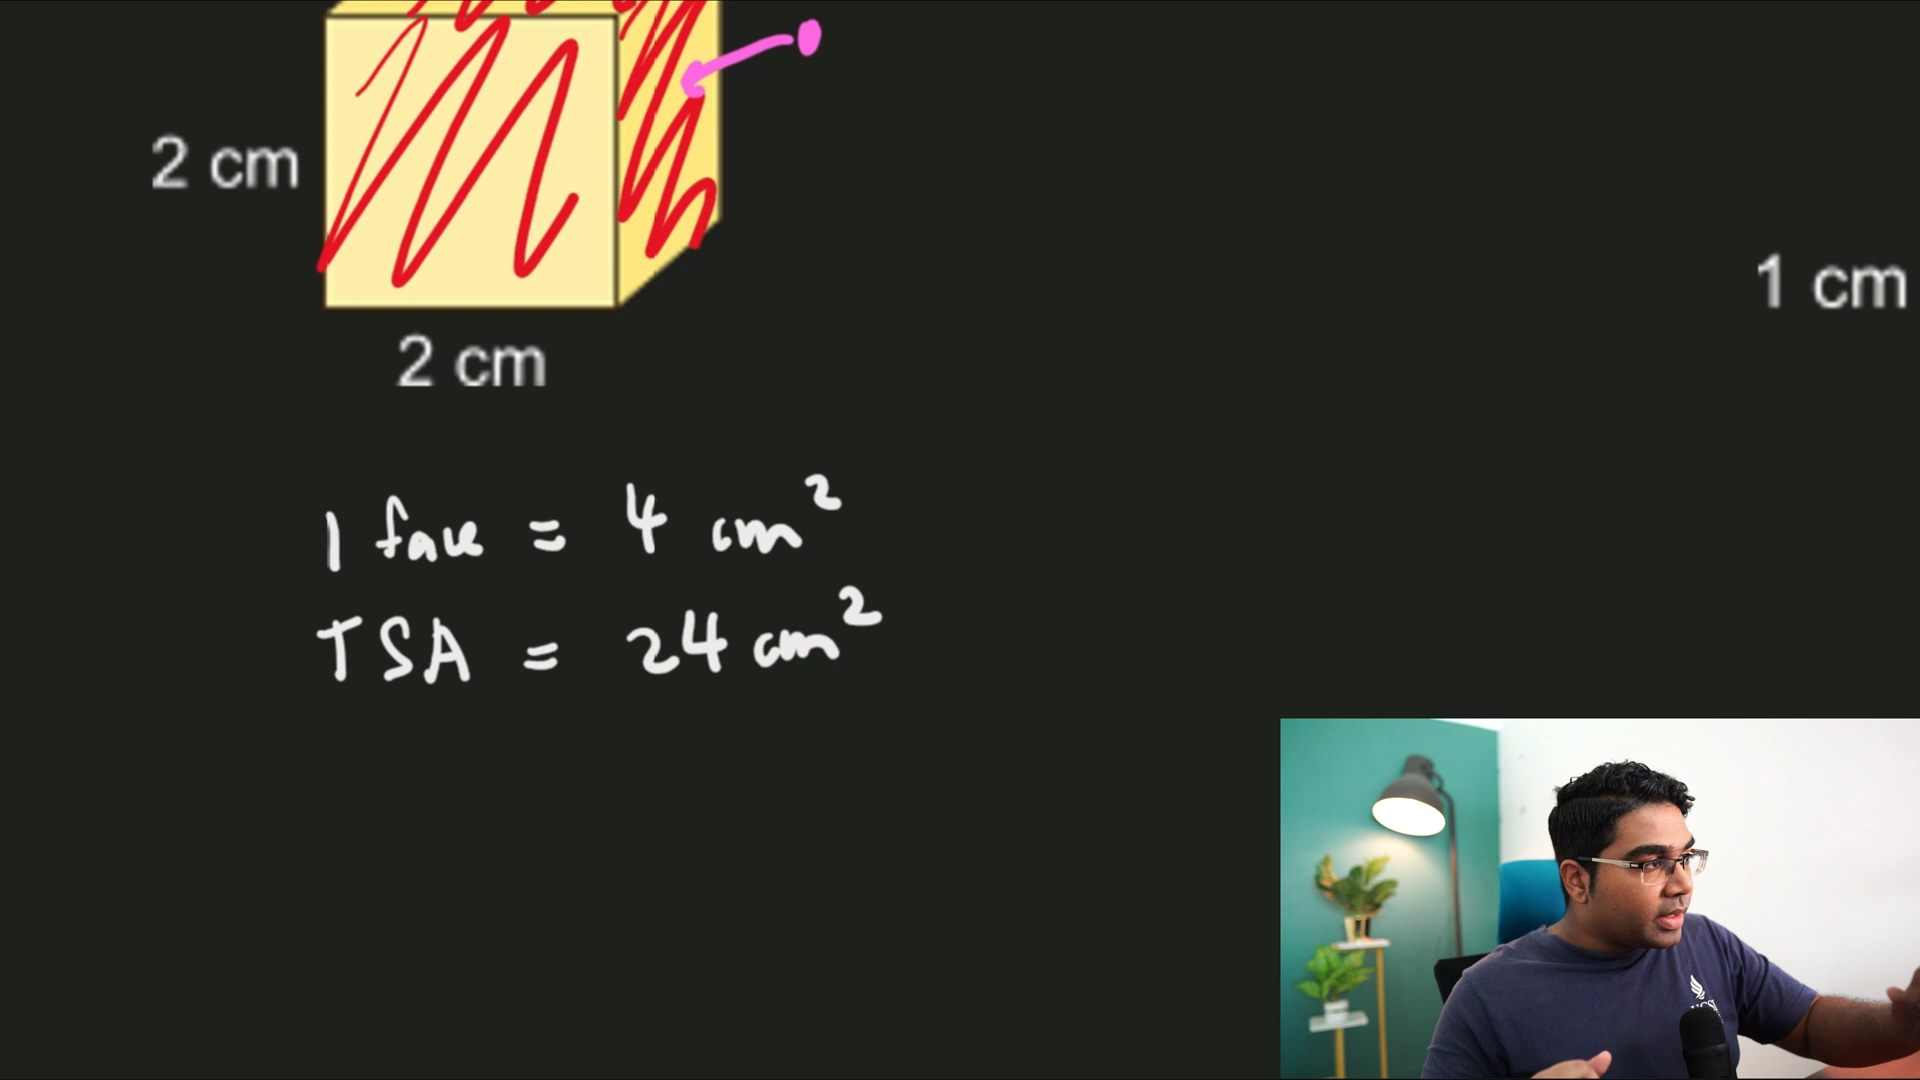 2 cm
1 cm
2 cm
1 face = 4 cm²
TSA = 24 cm²